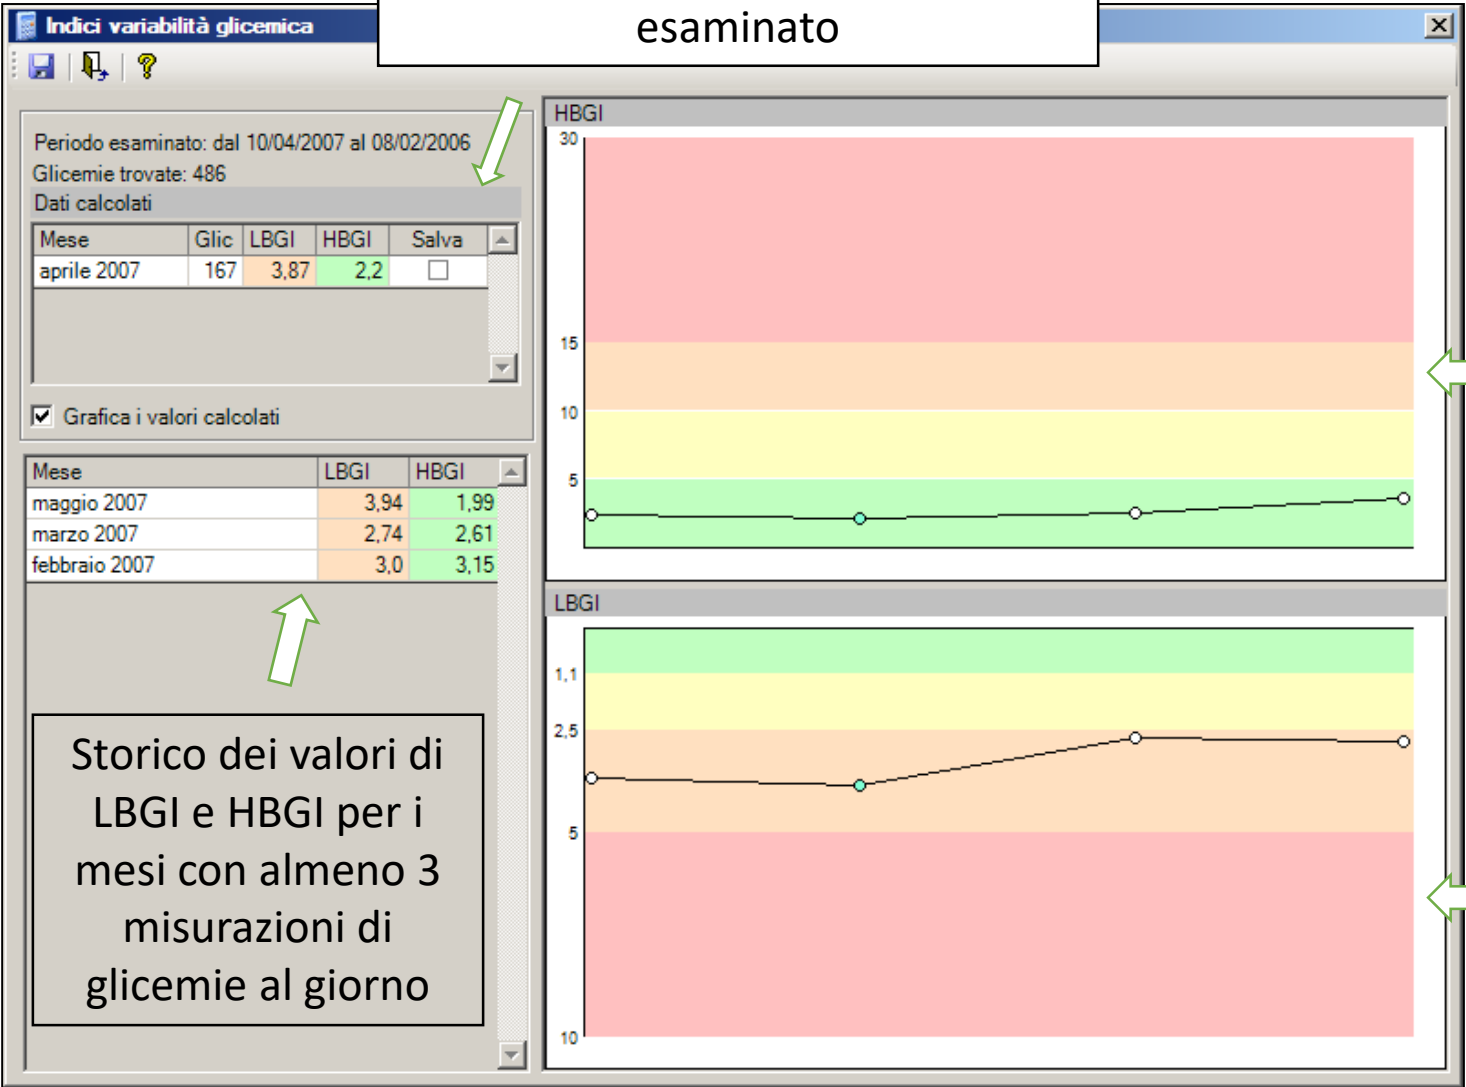 esaminato
Indici variabilità glicemica
Periodo esaminato: dal 10/04/2007 al 08/02/2006
Glicemie trovate: 486
Dati calcolati
Mese Glic LBGI HBGI Salva
aprile 2007 167 3,87 2,2
Grafica i valori calcolati
Mese LBGI HBGI
maggio 2007 3,94 1,99
marzo 2007 2,74 2,61
febbraio 2007 3,0 3,15
Storico dei valori di
LBGI e HBGI per i
mesi con almeno 3
misurazioni di
glicemie al giorno
HBGI
30
15
10
5
LBGI
1,1
2,5
5
10